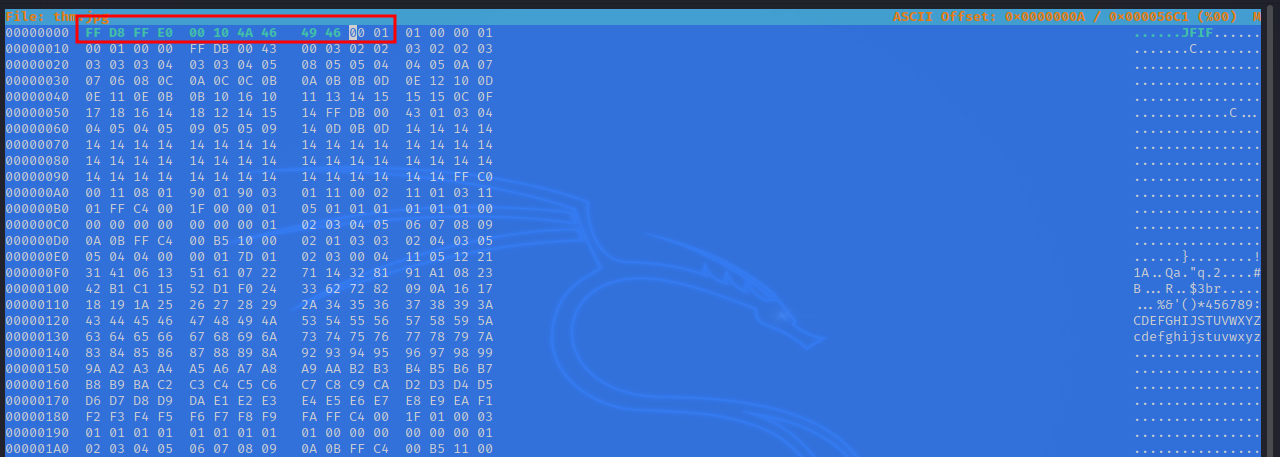 File: thm.jpg ASCII Offset: 0×0000000A / 0×000056C1 (%00) M
00000000 FF D8 FF E0 00 10 4A 46 49 46 00 01 01 00 00 01 ......JFIF......
00000010 00 01 00 00 FF DB 00 43 00 03 02 02 03 02 02 03 .......C........
00000020 03 03 03 04 03 03 04 05 08 05 05 04 04 05 0A 07 ................
00000030 07 06 08 0C 0A 0C 0C 0B 0A 0B 0B 0D 0E 12 10 0D ................
00000040 0E 11 0E 0B 0B 10 16 10 11 13 14 15 15 15 0C 0F ................
00000050 17 18 16 14 18 12 14 15 14 FF DB 00 43 01 03 04 ............C...
00000060 04 05 04 05 09 05 05 09 14 0D 0B 0D 14 14 14 14 ................
00000070 14 14 14 14 14 14 14 14 14 14 14 14 14 14 14 14 ................
00000080 14 14 14 14 14 14 14 14 14 14 14 14 14 14 14 14 ................
00000090 14 14 14 14 14 14 14 14 14 14 14 14 14 14 FF C0 ................
000000A0 00 11 08 01 90 01 90 03 01 11 00 02 11 01 03 11 ................
000000B0 01 FF C4 00 1F 00 00 01 05 01 01 01 01 01 01 00 ................
000000C0 00 00 00 00 00 00 00 01 02 03 04 05 06 07 08 09 ................
000000D0 0A 0B FF C4 00 B5 10 00 02 01 03 03 02 04 03 05 ................
000000E0 05 04 04 00 00 01 7D 01 02 03 00 04 11 05 12 21 ......}........!
000000F0 31 41 06 13 51 61 07 22 71 14 32 81 91 A1 08 23 1A..Qa."q.2....#
00000100 42 B1 C1 15 52 D1 F0 24 33 62 72 82 09 0A 16 17 B...R..$3br.....
00000110 18 19 1A 25 26 27 28 29 2A 34 35 36 37 38 39 3A ...%&'()*456789:
00000120 43 44 45 46 47 48 49 4A 53 54 55 56 57 58 59 5A CDEFGHIJSTUVWXYZ
00000130 63 64 65 66 67 68 69 6A 73 74 75 76 77 78 79 7A cdefghijstuvwxyz
00000140 83 84 85 86 87 88 89 8A 92 93 94 95 96 97 98 99 ................
00000150 9A A2 A3 A4 A5 A6 A7 A8 A9 AA B2 B3 B4 B5 B6 B7 ................
00000160 B8 B9 BA C2 C3 C4 C5 C6 C7 C8 C9 CA D2 D3 D4 D5 ................
00000170 D6 D7 D8 D9 DA E1 E2 E3 E4 E5 E6 E7 E8 E9 EA F1 ................
00000180 F2 F3 F4 F5 F6 F7 F8 F9 FA FF C4 00 1F 01 00 03 ................
00000190 01 01 01 01 01 01 01 01 01 00 00 00 00 00 00 01 ................
000001A0 02 03 04 05 06 07 08 09 0A 0B FF C4 00 B5 11 00 ................